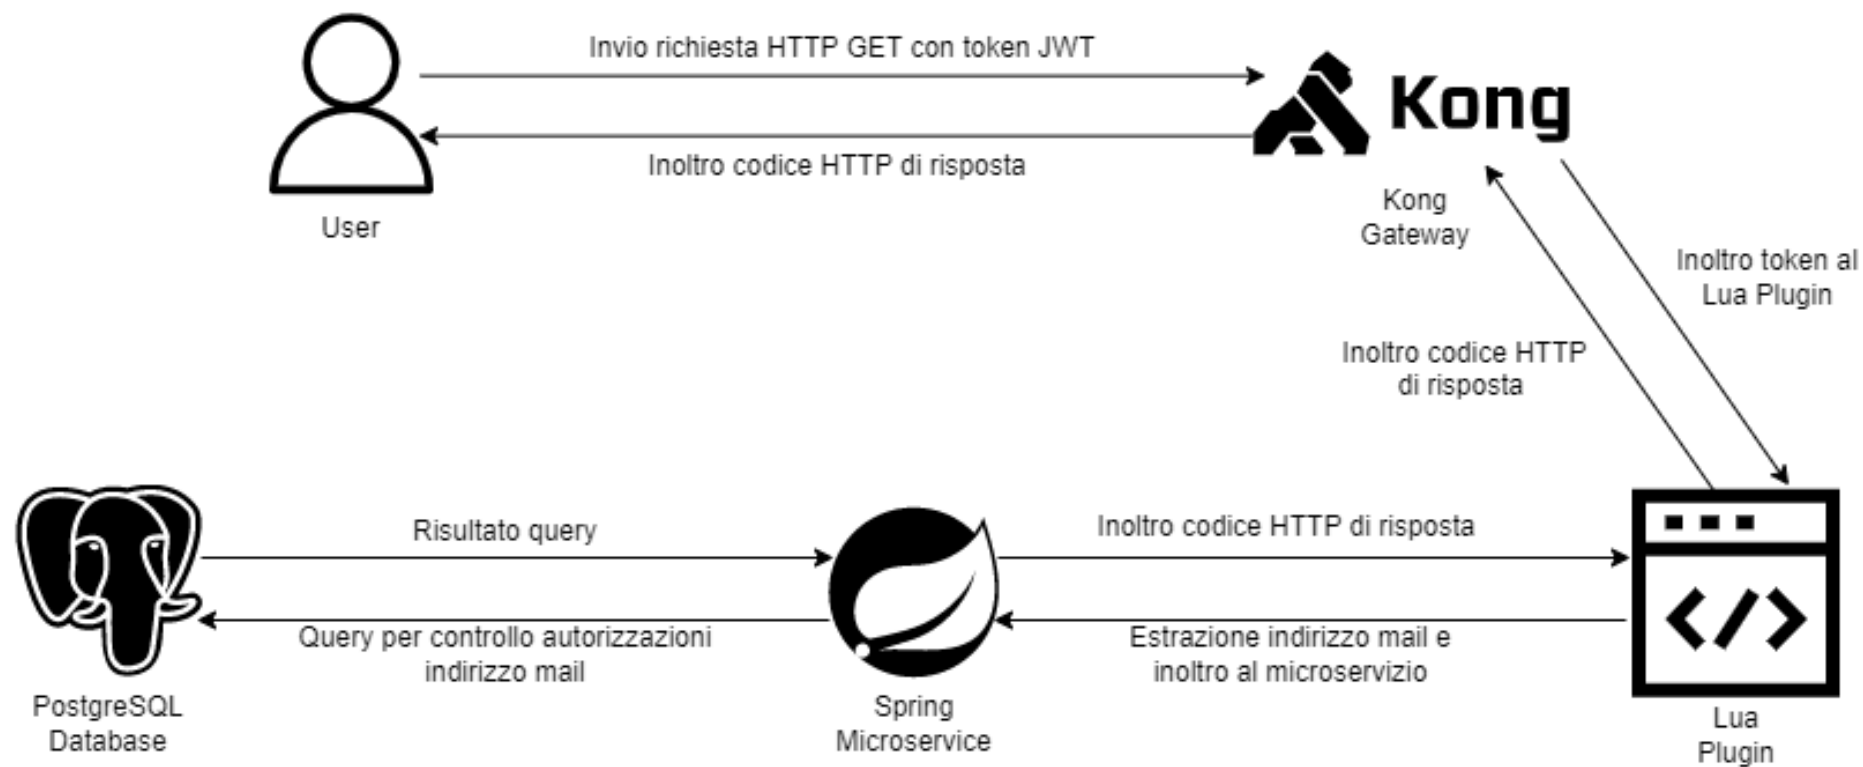 Invio richiesta HTTP GET con token JWT
Kong
Inoltro codice HTTP di risposta
User
Kong
Gateway
Inoltro token al
Lua Plugin
Inoltro codice HTTP
di risposta
Risultato query
Inoltro codice HTTP di risposta
Query per controllo autorizzazioni
indirizzo mail
Estrazione indirizzo mail e
inoltro al microservizio
PostgreSQL
Database
Spring
Microservice
Lua
Plugin